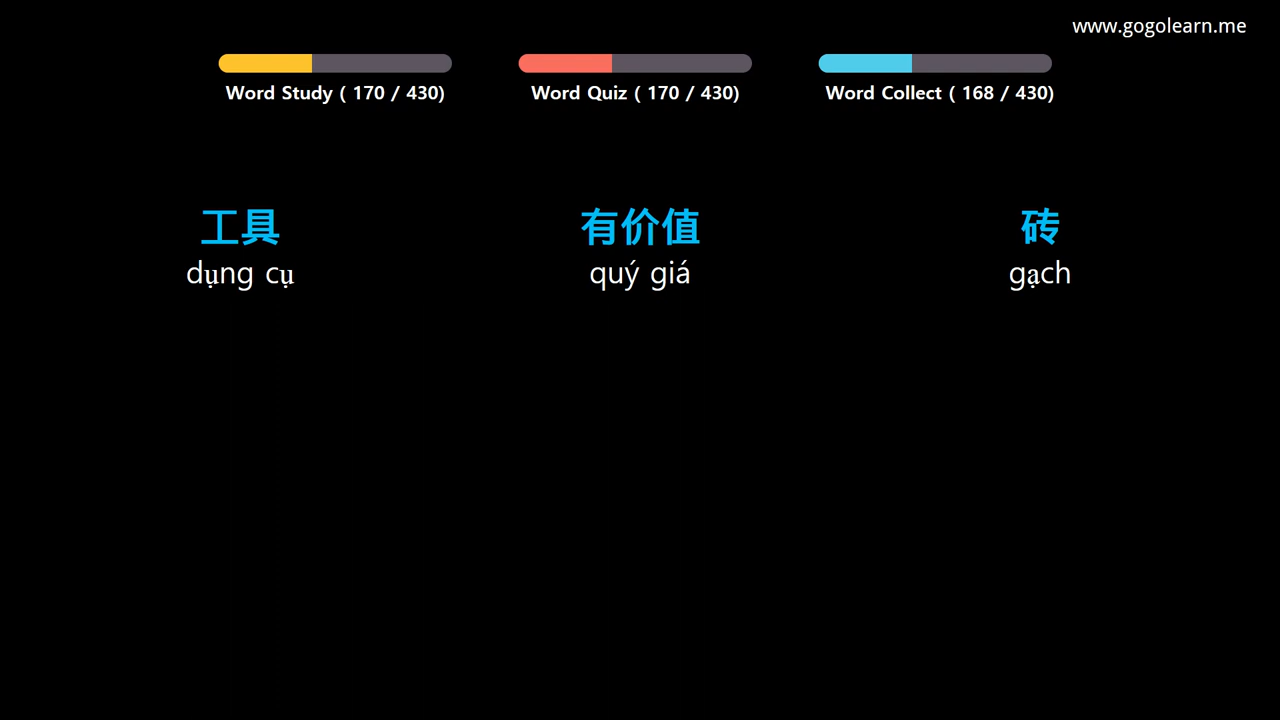 www.gogolearn.me
Word Study ( 170 / 430)
Word Quiz ( 170 / 430)
Word Collect ( 168 / 430)
工具
dụng cụ
有价值
quý giá
砖
gạch